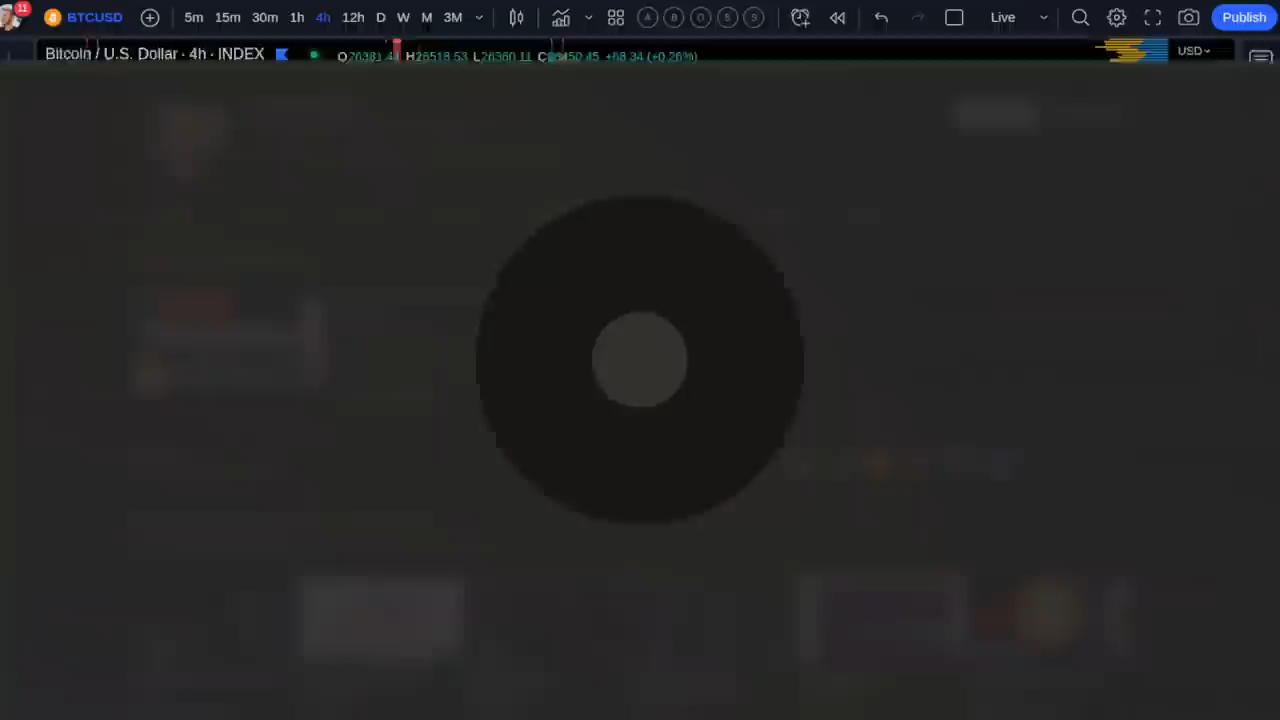 11 BTCUSD 5m 15m 30m 1h 4h 12h D W M 3M A B O S S Live Publish
Bitcoin / U.S. Dollar · 4h · INDEX H26518.53 L26360.11 +68.34 (+0.26%) USD